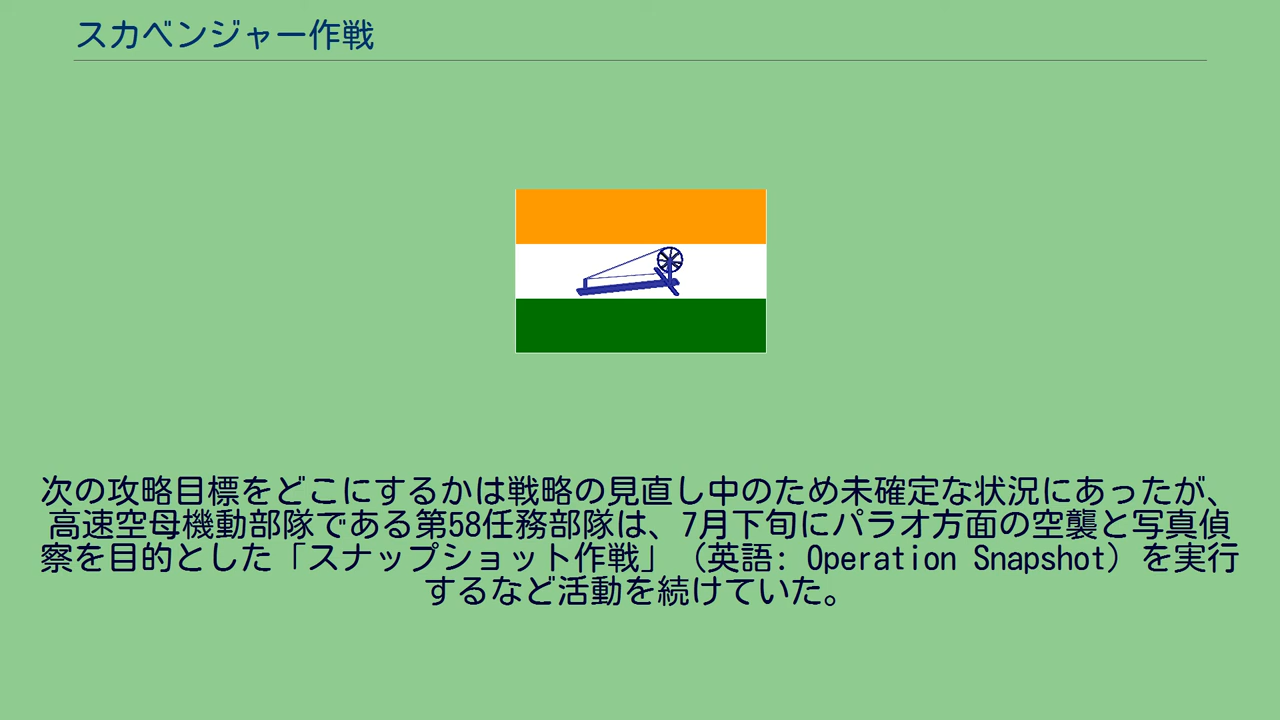 スカベンジャー作戦
次の攻略目標をどこにするかは戦略の見直し中のため未確定な状況にあったが、
高速空母機動部隊である第58任務部隊は、7月下旬にパラオ方面の空襲と写真偵
察を目的とした「スナップショット作戦」（英語: Operation Snapshot）を実行
するなど活動を続けていた。